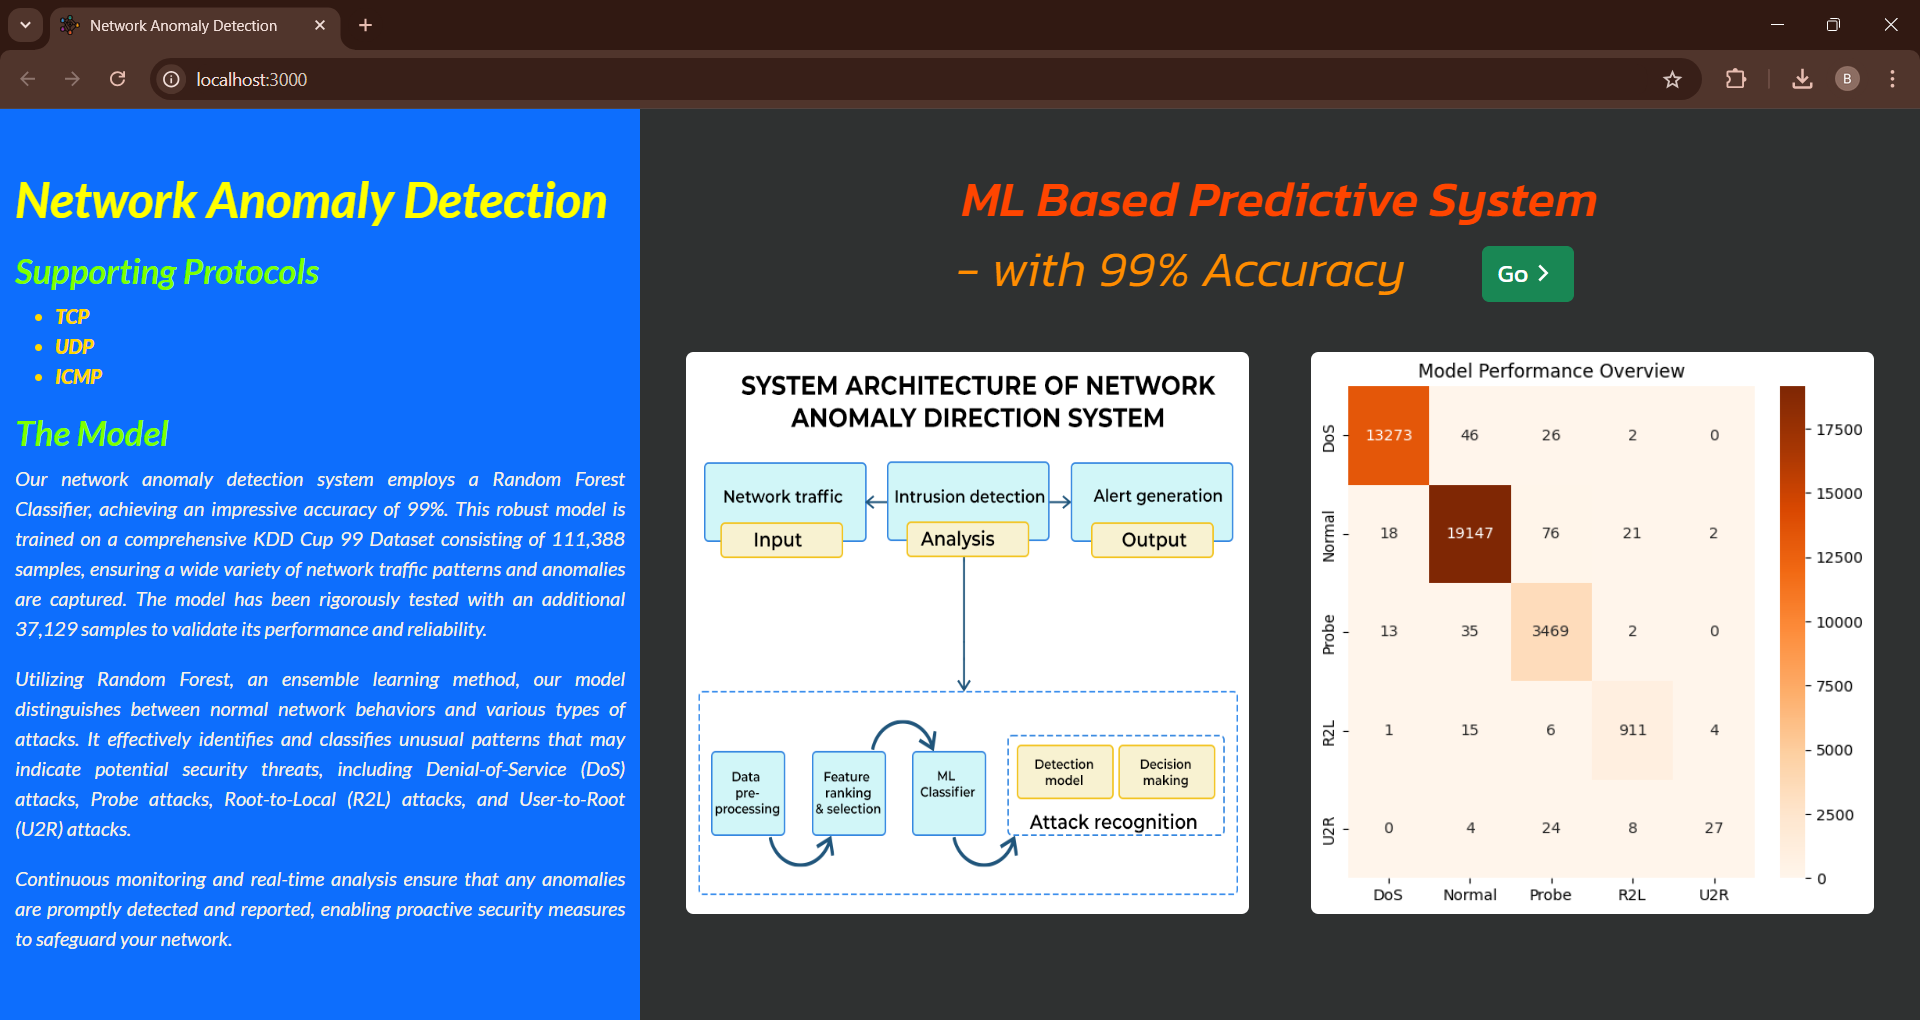 Network Anomaly Detection
localhost:3000
B
Network Anomaly Detection
Supporting Protocols
• TCP
• UDP
• ICMP
The Model
Our network anomaly detection system employs a Random Forest
Classifier, achieving an impressive accuracy of 99%. This robust model is
trained on a comprehensive KDD Cup 99 Dataset consisting of 111,388
samples, ensuring a wide variety of network traffic patterns and anomalies
are captured. The model has been rigorously tested with an additional
37,129 samples to validate its performance and reliability.
Utilizing Random Forest, an ensemble learning method, our model
distinguishes between normal network behaviors and various types of
attacks. It effectively identifies and classifies unusual patterns that may
indicate potential security threats, including Denial-of-Service (DoS)
attacks, Probe attacks, Root-to-Local (R2L) attacks, and User-to-Root
(U2R) attacks.
Continuous monitoring and real-time analysis ensure that any anomalies
are promptly detected and reported, enabling proactive security measures
to safeguard your network.
ML Based Predictive System
- with 99% Accuracy
Go
SYSTEM ARCHITECTURE OF NETWORK
ANOMALY DIRECTION SYSTEM
Network traffic
Input
Intrusion detection
Analysis
Alert generation
Output
Data
pre-
processing
Feature
ranking
& selection
ML
Classifier
Detection
model
Decision
making
Attack recognition
Model Performance Overview
DoS 13273 46 26 2 0
Normal 18 19147 76 21 2
Probe 13 35 3469 2 0
R2L 1 15 6 911 4
U2R 0 4 24 8 27
DoS Normal Probe R2L U2R
17500
15000
12500
10000
7500
5000
2500
0